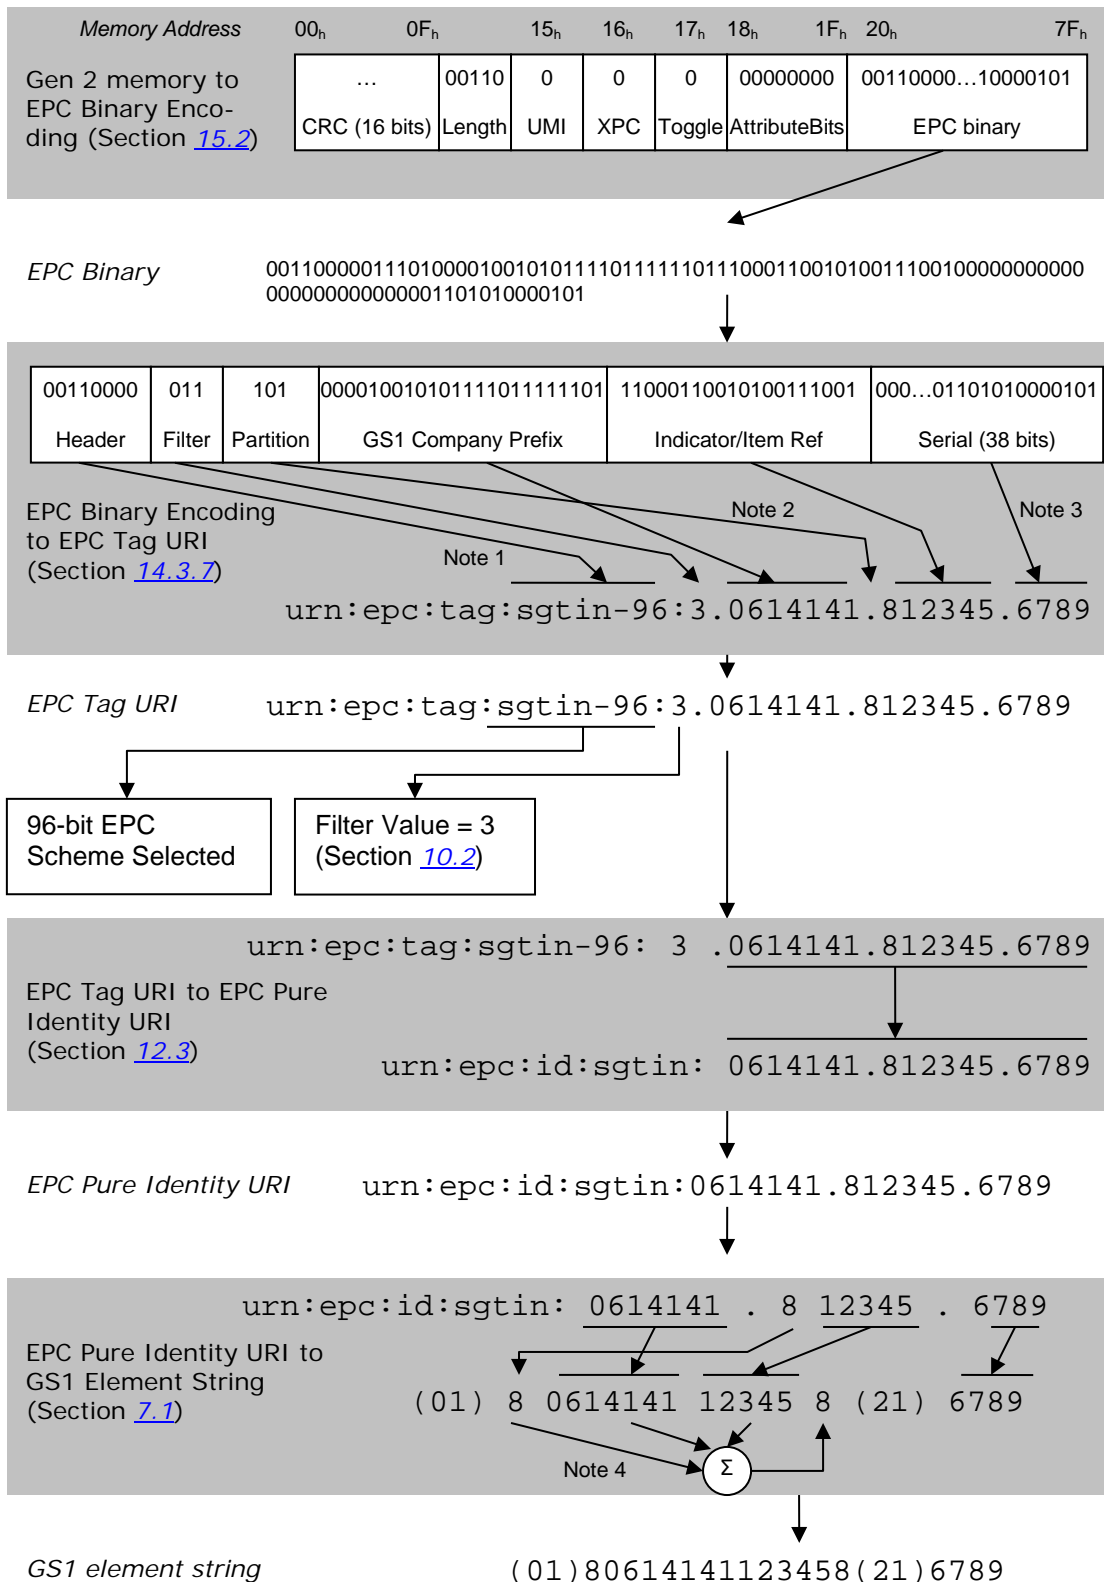 Memory Address 00h 0Fh 15h 16h 17h 18h 1Fh 20h 7Fh
Gen 2 memory to
EPC Binary Enco-
ding (Section 15.2)
… 00110 0 0 0 00000000 00110000…10000101
CRC (16 bits) Length UMI XPC Toggle AttributeBits EPC binary
EPC Binary
001100000111010000100101011110111111011100011001010011100100000000000
000000000000001101010000101
00110000 011 101 000010010101111011111101 11000110010100111001 000…01101010000101
Header Filter Partition GS1 Company Prefix Indicator/Item Ref Serial (38 bits)
EPC Binary Encoding
to EPC Tag URI
(Section 14.3.7)
Note 1
Note 2
Note 3
urn:epc:tag:sgtin-96:3.0614141.812345.6789
EPC Tag URI urn:epc:tag:sgtin-96:3.0614141.812345.6789
96-bit EPC
Scheme Selected
Filter Value = 3
(Section 10.2)
urn:epc:tag:sgtin-96: 3 .0614141.812345.6789
EPC Tag URI to EPC Pure
Identity URI
(Section 12.3)
urn:epc:id:sgtin: 0614141.812345.6789
EPC Pure Identity URI urn:epc:id:sgtin:0614141.812345.6789
urn:epc:id:sgtin: 0614141 . 8 12345 . 6789
EPC Pure Identity URI to
GS1 Element String
(Section 7.1)
(01) 8 0614141 12345 8 (21) 6789
Note 4
Σ
GS1 element string (01)80614141123458(21)6789